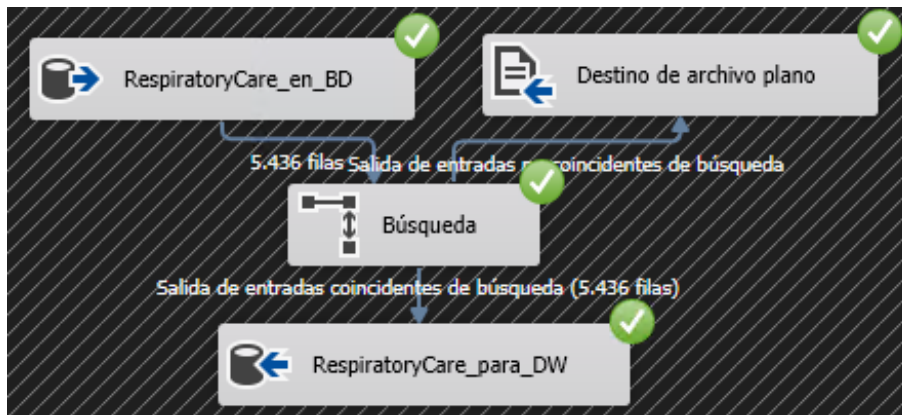 RespiratoryCare_en_BD
Destino de archivo plano
5.436 filas
Salida de entradas coincidentes de búsqueda
Búsqueda
Salida de entradas coincidentes de búsqueda (5.436 filas)
RespiratoryCare_para_DW